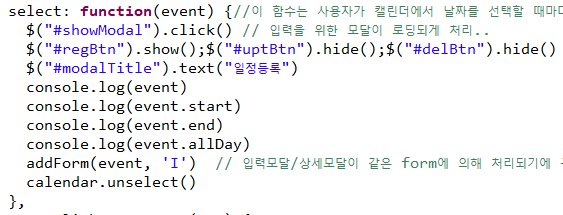 select: function(event) {//이 함수는 사용자가 캘린더에서 날짜를 선택할 때마다
$("#showModal").click() // 입력을 위한 모달이 로딩되게 처리..
$("#regBtn").show();$("#uptBtn").hide();$("#delBtn").hide()
$("#modalTitle").text("일정등록")
console.log(event)
console.log(event.start)
console.log(event.end)
console.log(event.allDay)
addForm(event, 'I') // 입력모달/상세모달이 같은 form에 의해 처리되기에
calendar.unselect()
},